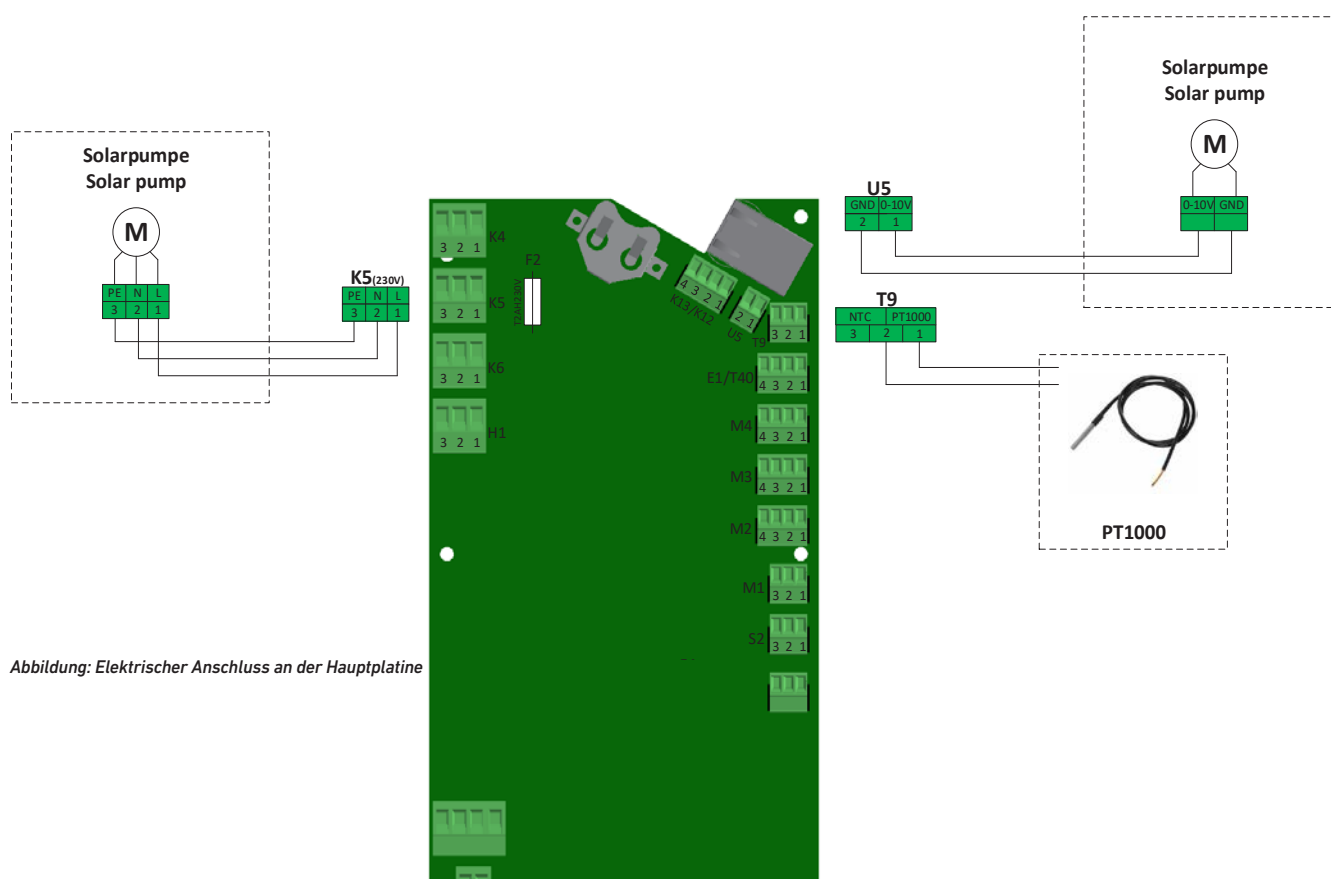 Solarpumpe
Solar pump
M
PE N L
3 2 1
K5(230V)
PE N L
3 2 1
3 2 1 K4
3 2 1 K5
3 2 1 K6
3 2 1 H1
F2
T2AH230V
4 3 2 1
K13/K12
2 1
U5
3 2 1
T9
E1/T40 4 3 2 1
M4 4 3 2 1
M3 4 3 2 1
M2 4 3 2 1
M1 3 2 1
S2 3 2 1
U5
GND 0-10V
2 1
T9
NTC PT1000
3 2 1
Solarpumpe
Solar pump
M
0-10V GND
PT1000
Abbildung: Elektrischer Anschluss an der Hauptplatine